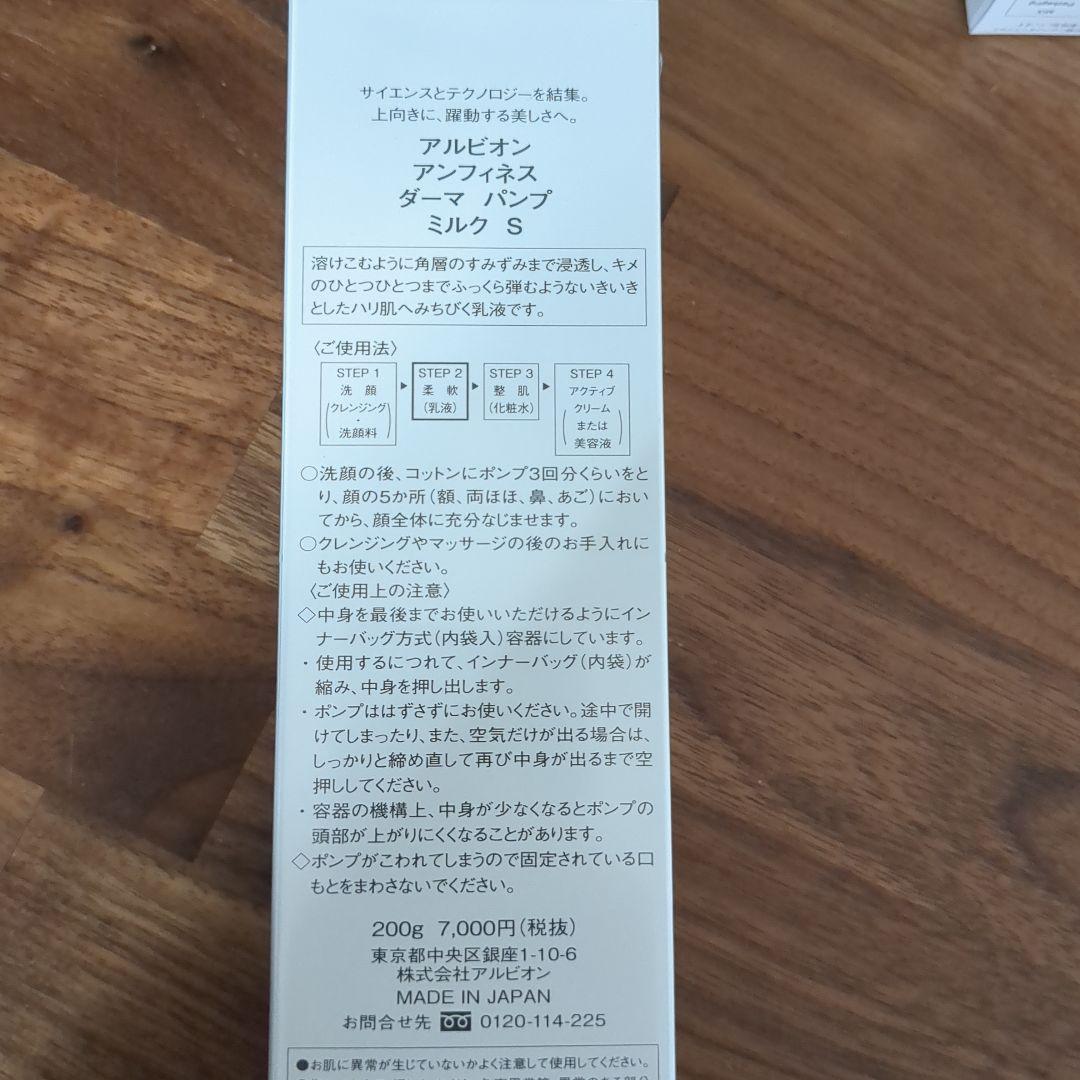 サイエンスとテクノロジーを結集。
上向きに、躍動する美しさへ。
アルビオン
アンフィネス
ダーマ パンプ
ミルク S
溶けこむように角層のすみずみまで浸透し、キメ
のひとつひとつまでふっくら弾むようないきいき
としたハリ肌へみちびく乳液です。
〈ご使用法〉
STEP 1
洗 顔
(クレンジング
・
洗顔料)
▶
STEP 2
柔 軟
(乳液)
▶
STEP 3
整 肌
(化粧水)
▶
STEP 4
アクティブ
(クリーム
または
美容液)
○洗顔の後、コットンにポンプ3回分くらいをと
り、顔の5か所(額、両ほほ、鼻、あご)におい
てから、顔全体に充分なじませます。
○クレンジングやマッサージの後のお手入れに
もお使いください。
〈ご使用上の注意〉
◇中身を最後までお使いいただけるようにイン
ナーバッグ方式(内袋入)容器にしています。
・使用するにつれて、インナーバッグ(内袋)が
縮み、中身を押し出します。
・ポンプははずさずにお使いください。途中で開
けてしまったり、また、空気だけが出る場合は、
しっかりと締め直して再び中身が出るまで空
押ししてください。
・容器の機構上、中身が少なくなるとポンプの
頭部が上がりにくくなることがあります。
◇ポンプがこわれてしまうので固定されている口
もとをまわさないでください。
200g 7,000円(税抜)
東京都中央区銀座1-10-6
株式会社アルビオン
MADE IN JAPAN
お問合せ先 0120-114-225
●お肌に異常が生じていないかよく注意して使用してください。